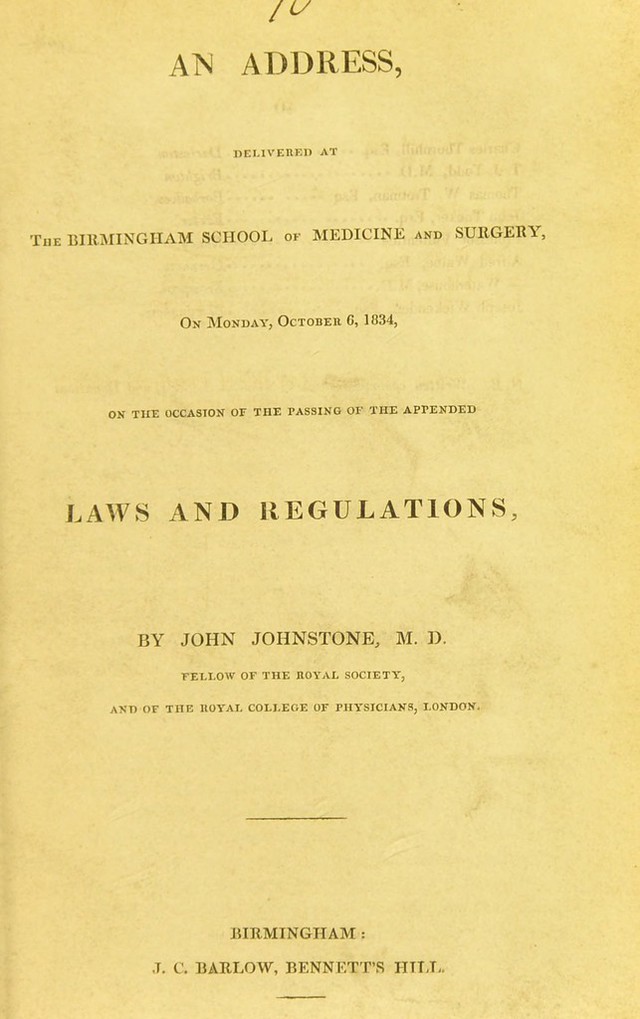 10
AN ADDRESS,
DELIVERED AT
THE BIRMINGHAM SCHOOL OF MEDICINE AND SURGERY,
ON MONDAY, OCTOBER 6, 1834,
ON THE OCCASION OF THE PASSING OF THE APPENDED
LAWS AND REGULATIONS,
BY JOHN JOHNSTONE, M. D.
FELLOW OF THE ROYAL SOCIETY,
AND OF THE ROYAL COLLEGE OF PHYSICIANS, LONDON.
BIRMINGHAM:
J. C. BARLOW, BENNETT'S HILL.